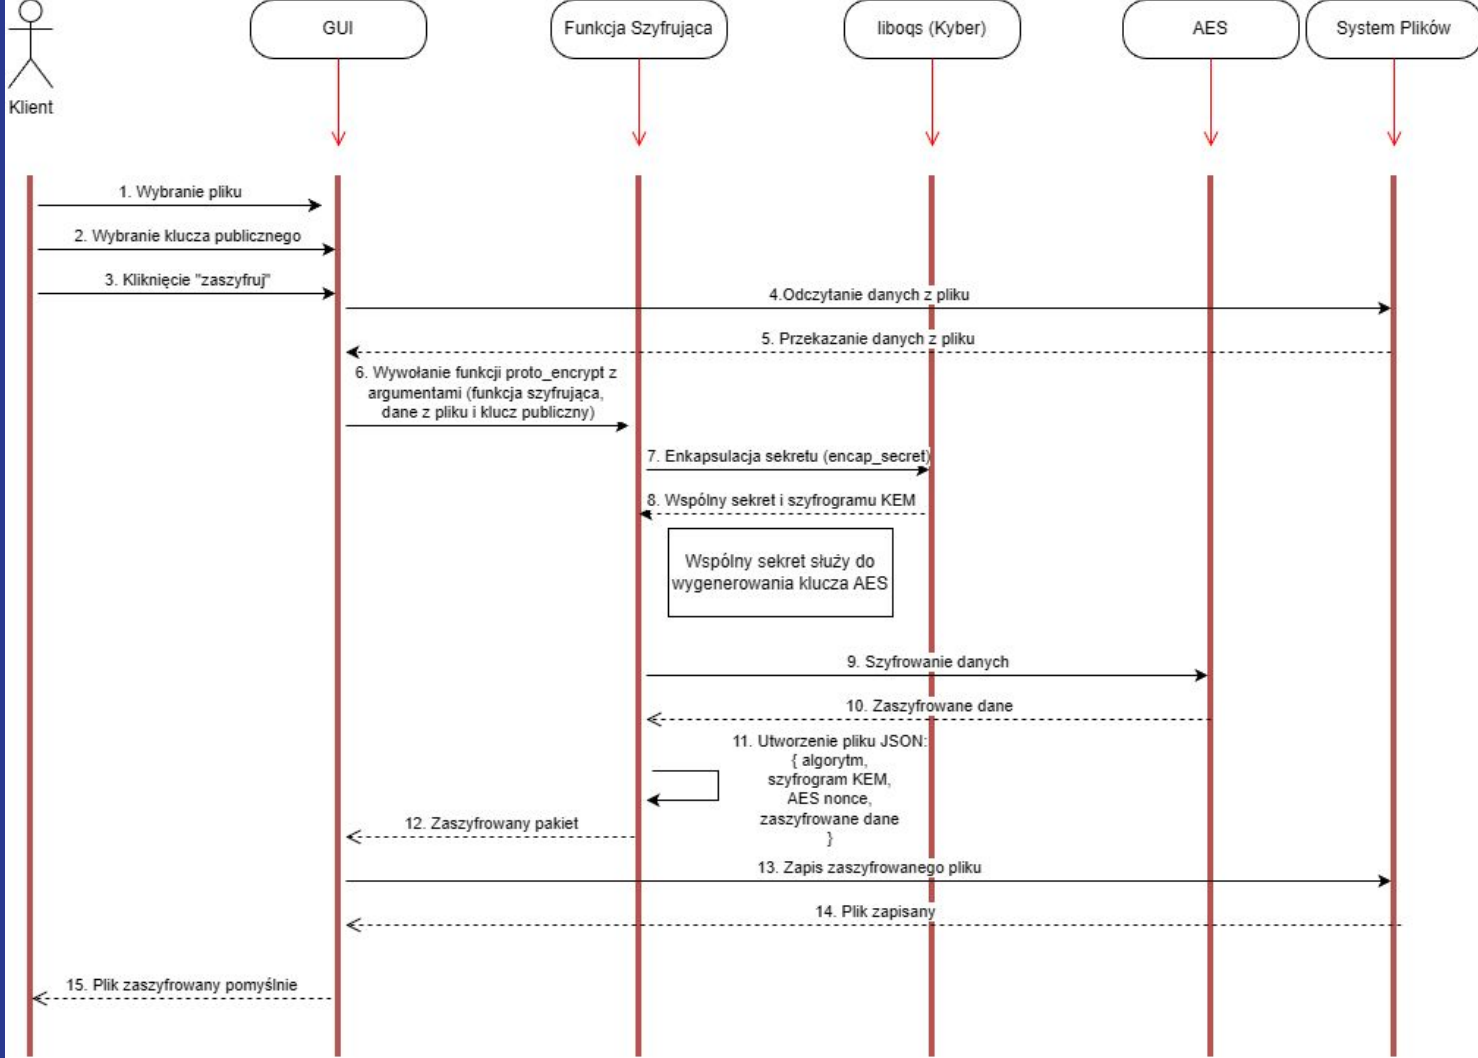 GUI
Funkcja Szyfrująca
liboqs (Kyber)
AES
System Plików
Klient
1. Wybranie pliku
2. Wybranie klucza publicznego
3. Kliknięcie "zaszyfruj"
4.Odczytanie danych z pliku
5. Przekazanie danych z pliku
6. Wywołanie funkcji proto_encrypt z
argumentami (funkcja szyfrująca,
dane z pliku i klucz publiczny)
7. Enkapsulacja sekretu (encap_secret)
8. Wspólny sekret i szyfrogramu KEM
Wspólny sekret służy do
wygenerowania klucza AES
9. Szyfrowanie danych
10. Zaszyfrowane dane
11. Utworzenie pliku JSON:
{ algorytm,
szyfrogram KEM,
AES nonce,
zaszyfrowane dane
}
12. Zaszyfrowany pakiet
13. Zapis zaszyfrowanego pliku
14. Plik zapisany
15. Plik zaszyfrowany pomyślnie